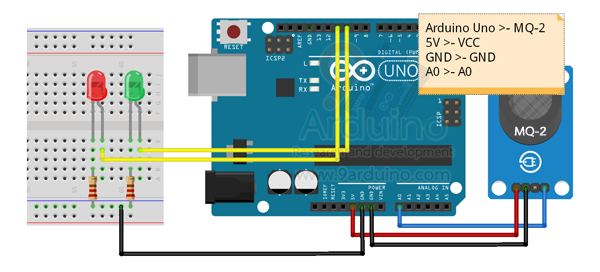 Arduino Uno >- MQ-2
5V >- VCC
GND >- GND
A0 >- A0
RESET
ICSP2
AREF
GND
13
12
DIGITAL (PWM
L
TX
RX
UNO
Arduino
ICSP
Arduino
www.9arduino.com
MQ-2
POWER
ANALOG IN
IOREF
RESET
3V3
5V
GND
GND
VIN
A0
A1
A2
A3
A4
A5